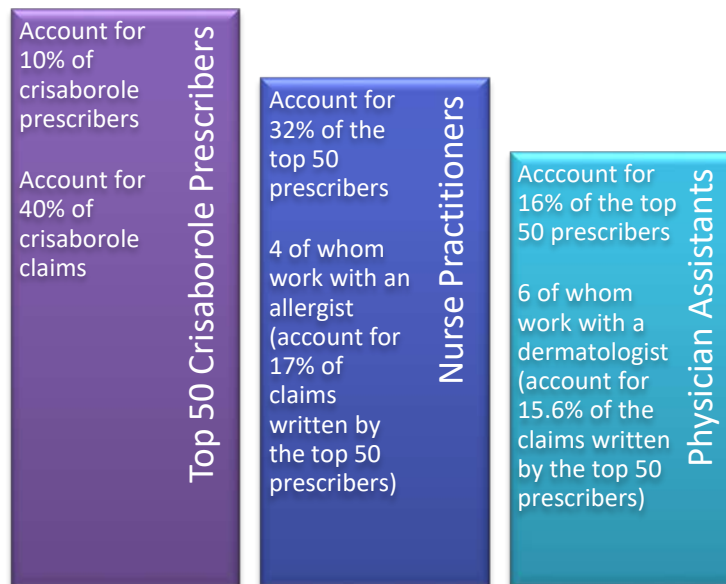 Account for
10% of
crisaborole
prescribers
Account for
40% of
crisaborole
claims
Top 50 Crisaborole Prescribers
Account for
32% of the
top 50
prescribers
4 of whom
work with an
allergist
(account for
17% of
claims
written by
the top 50
prescribers)
Nurse Practitioners
Acccount for
16% of the top
50 prescribers
6 of whom
work with a
dermatologist
(account for
15.6% of the
claims written
by the top 50
prescribers)
Physician Assistants